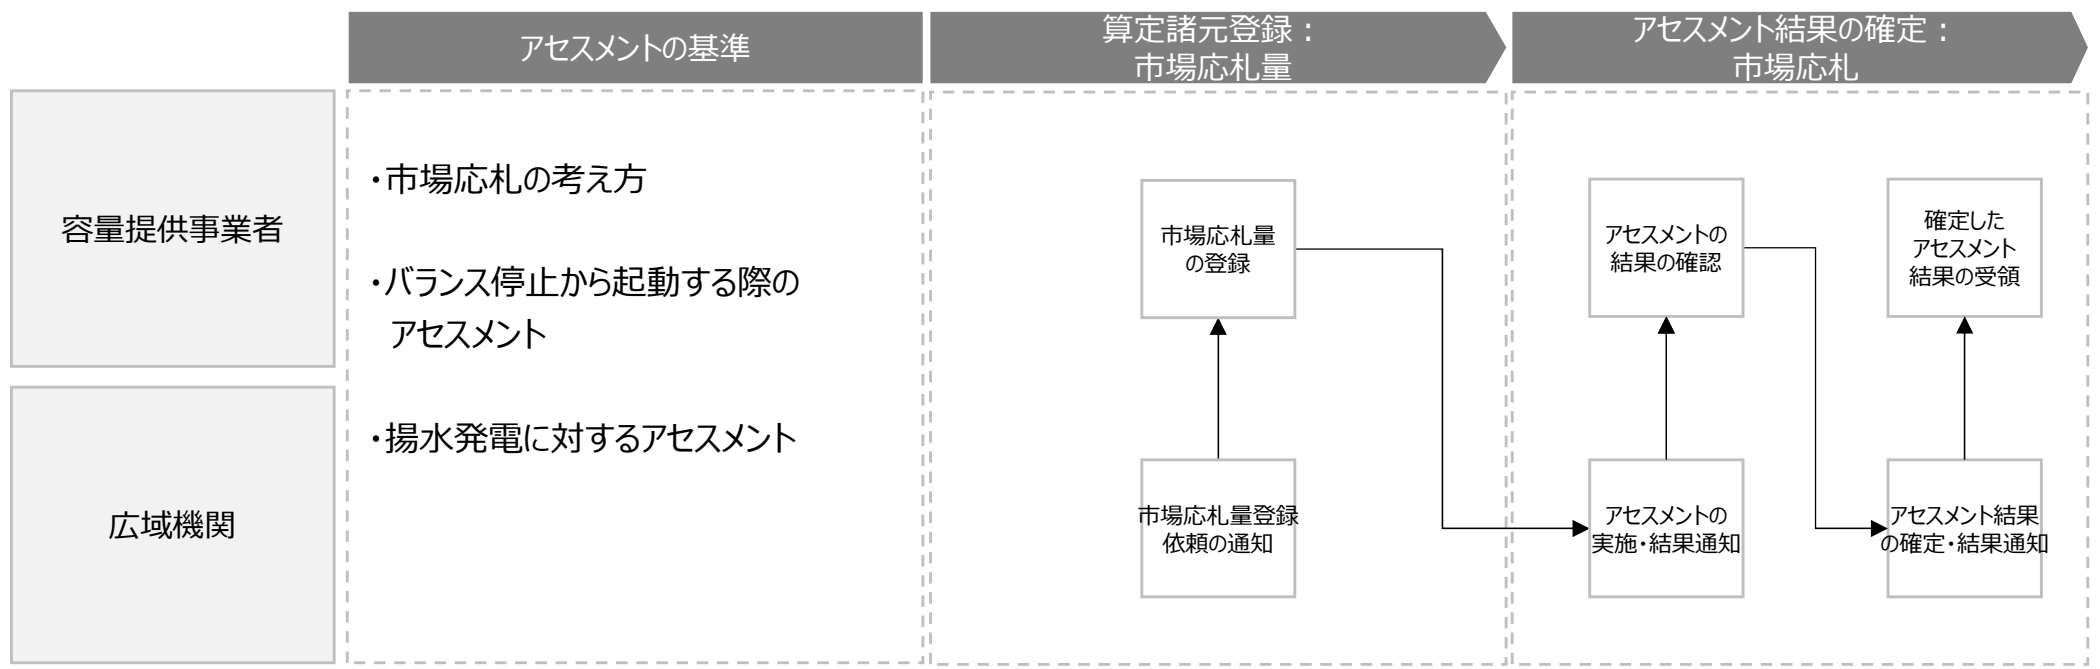 アセスメントの基準
算定諸元登録：
市場応札量
アセスメント結果の確定：
市場応札
容量提供事業者
・市場応札の考え方
・バランス停止から起動する際の
アセスメント
・揚水発電に対するアセスメント
市場応札量
の登録
アセスメントの
結果の確認
確定した
アセスメント
結果の受領
広域機関
市場応札量登録
依頼の通知
アセスメントの
実施・結果通知
アセスメント結果
の確定・結果通知